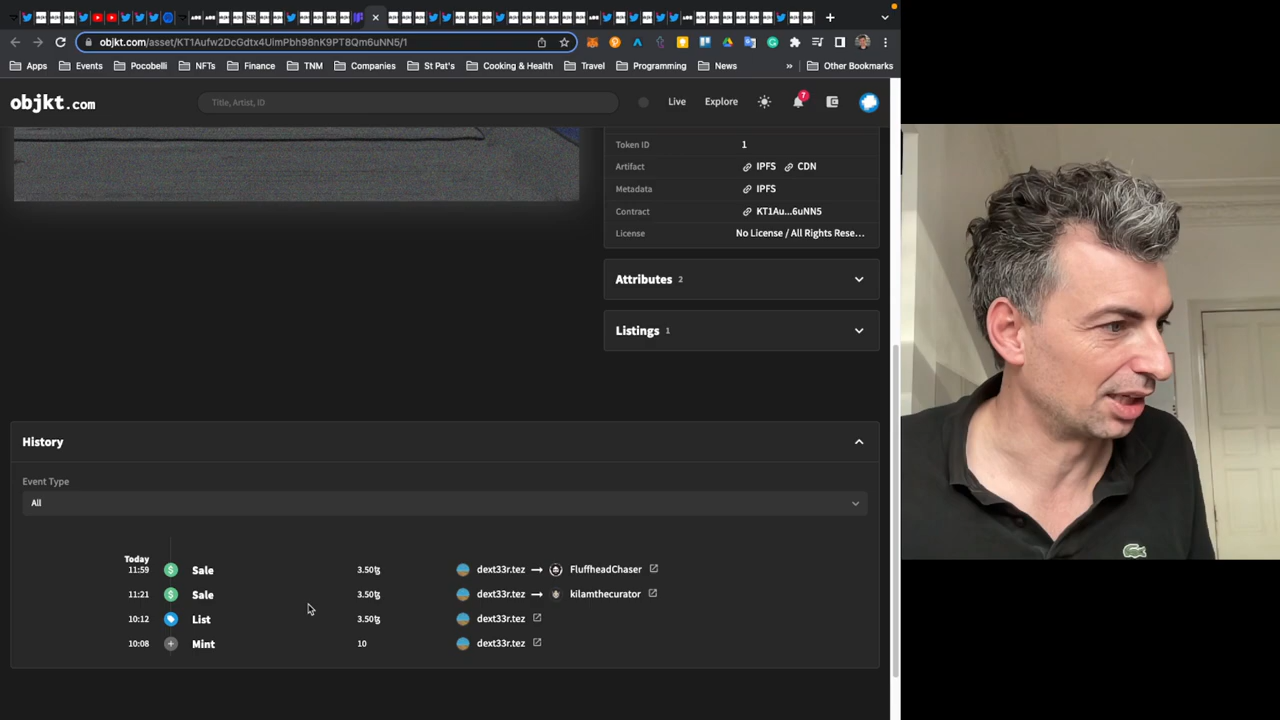 objkt.com/asset/KT1Aufw2DcGdtx4UimPbh98nK9PT8Qm6uNN5/1
Apps Events Pocobelli NFTs Finance TNM Companies St Pat's Cooking & Health Travel Programming News » Other Bookmarks
objkt.com Title, Artist, ID Live Explore 7
Token ID 1
Artifact IPFS CDN
Metadata IPFS
Contract KT1Au...6uNN5
License No License / All Rights Rese...
Attributes 2
Listings 1
History
Event Type
All
Today
11:59 Sale 3.50ꜩ dext33r.tez → FluffheadChaser
11:21 Sale 3.50ꜩ dext33r.tez → kilamthecurator
10:12 List 3.50ꜩ dext33r.tez
10:08 Mint 10 dext33r.tez